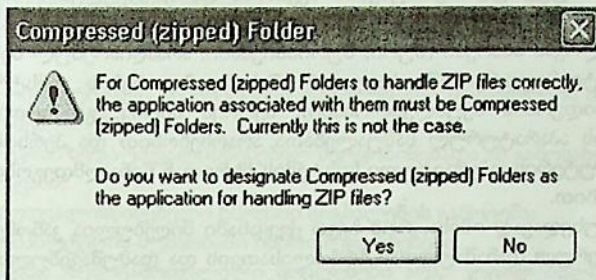 Compressed (zipped) Folder
For Compressed (zipped) Folders to handle ZIP files correctly,
the application associated with them must be Compressed
(zipped) Folders. Currently this is not the case.
Do you want to designate Compressed (zipped) Folders as
the application for handling ZIP files?
Yes
No